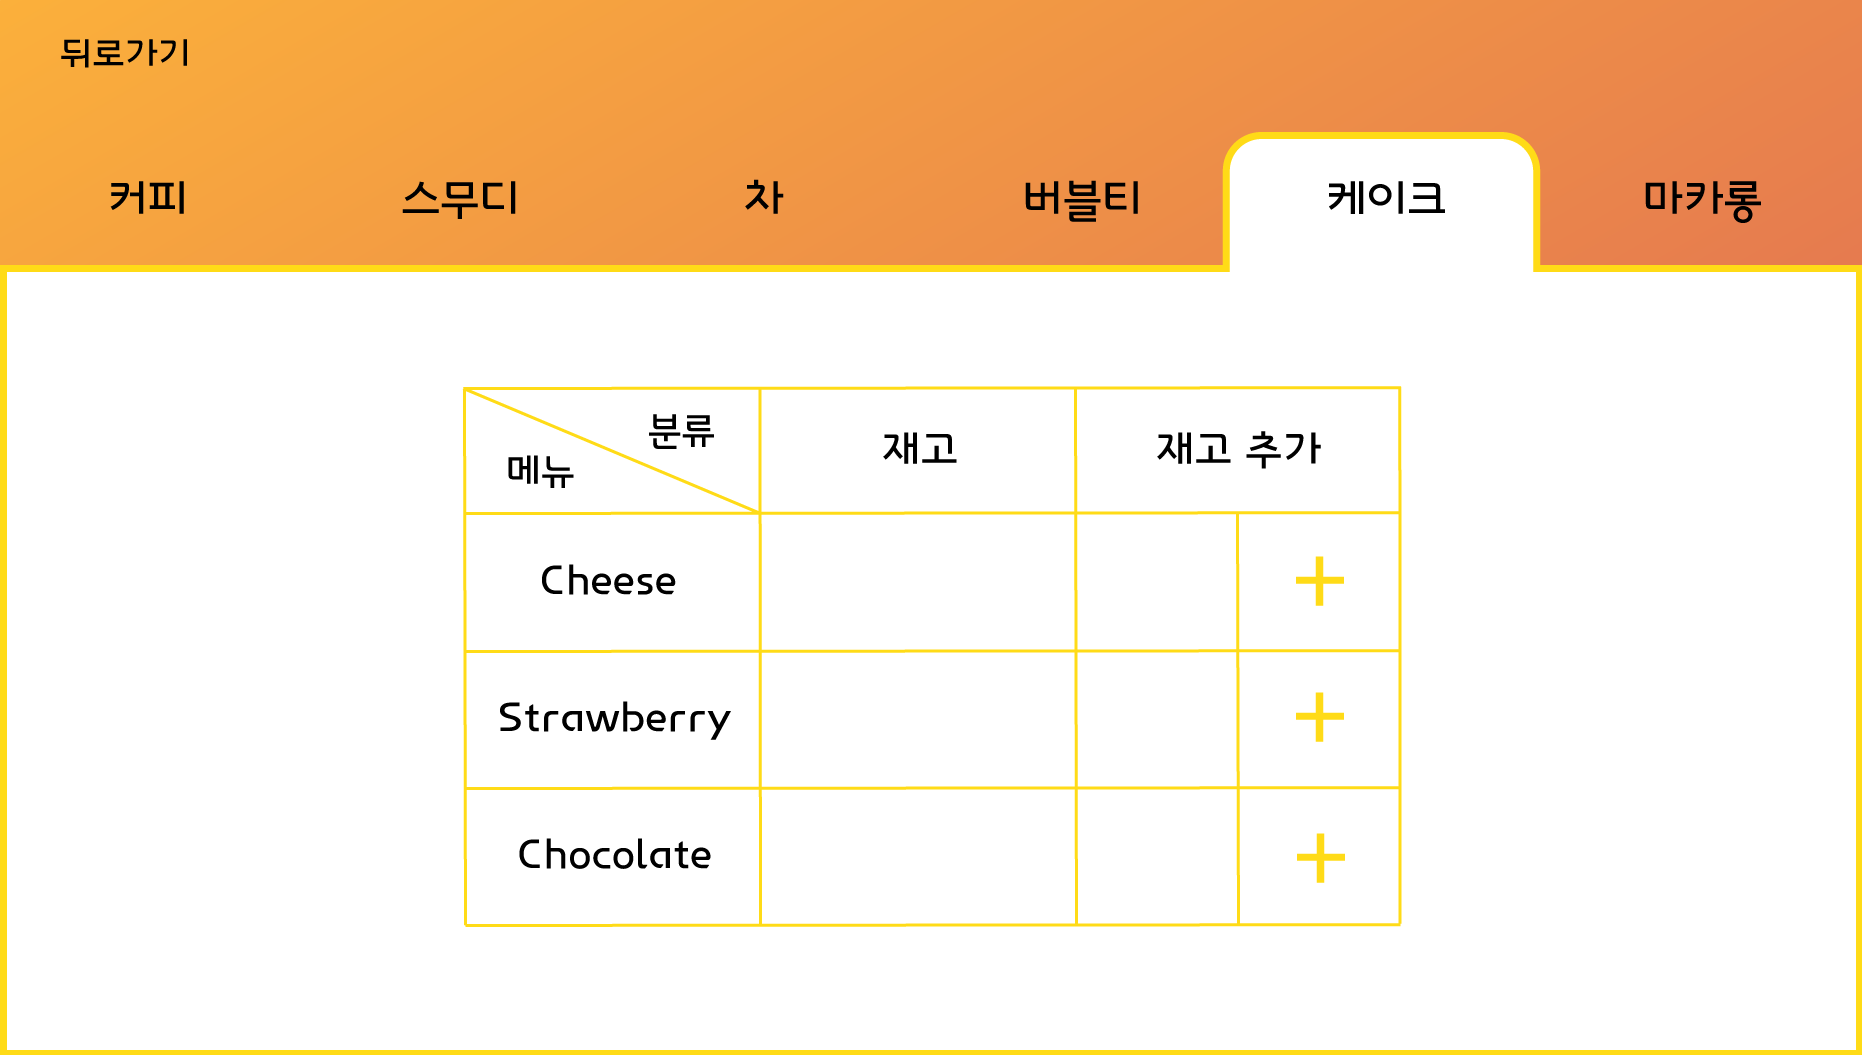 뒤로가기
커피 스무디 차 버블티 케이크 마카롱
분류 재고 재고 추가
메뉴
Cheese +
Strawberry +
Chocolate +